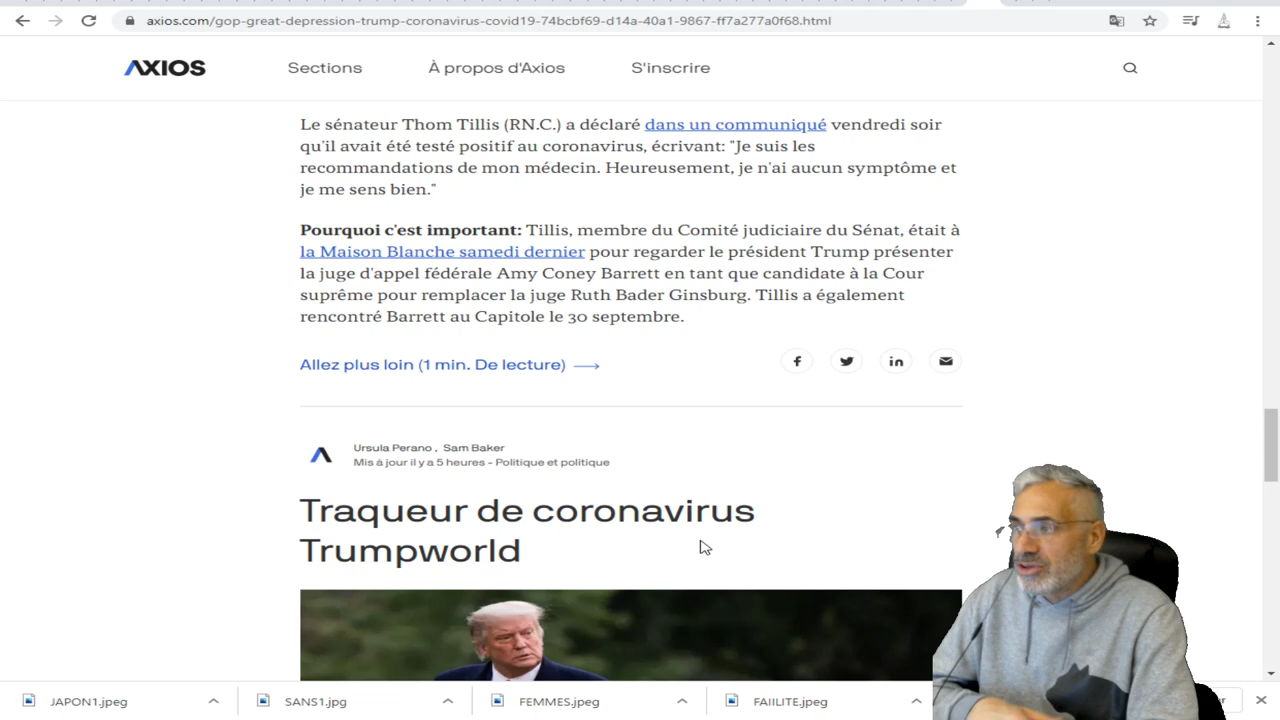 axios.com/gop-great-depression-trump-coronavirus-covid19-74bcbf69-d14a-40a1-9867-ff7a277a0f68.html
AXIOS
Sections
À propos d'Axios
S'inscrire
Le sénateur Thom Tillis (RN.C.) a déclaré dans un communiqué vendredi soir
qu'il avait été testé positif au coronavirus, écrivant: "Je suis les
recommandations de mon médecin. Heureusement, je n'ai aucun symptôme et
je me sens bien."
Pourquoi c'est important: Tillis, membre du Comité judiciaire du Sénat, était à
la Maison Blanche samedi dernier pour regarder le président Trump présenter
la juge d'appel fédérale Amy Coney Barrett en tant que candidate à la Cour
suprême pour remplacer la juge Ruth Bader Ginsburg. Tillis a également
rencontré Barrett au Capitole le 30 septembre.
Allez plus loin (1 min. De lecture)
Ursula Perano , Sam Baker
Mis à jour il y a 5 heures - Politique et politique
Traqueur de coronavirus
Trumpworld
JAPON1.jpeg
SANS1.jpg
FEMMES.jpeg
FAIILITE.jpeg